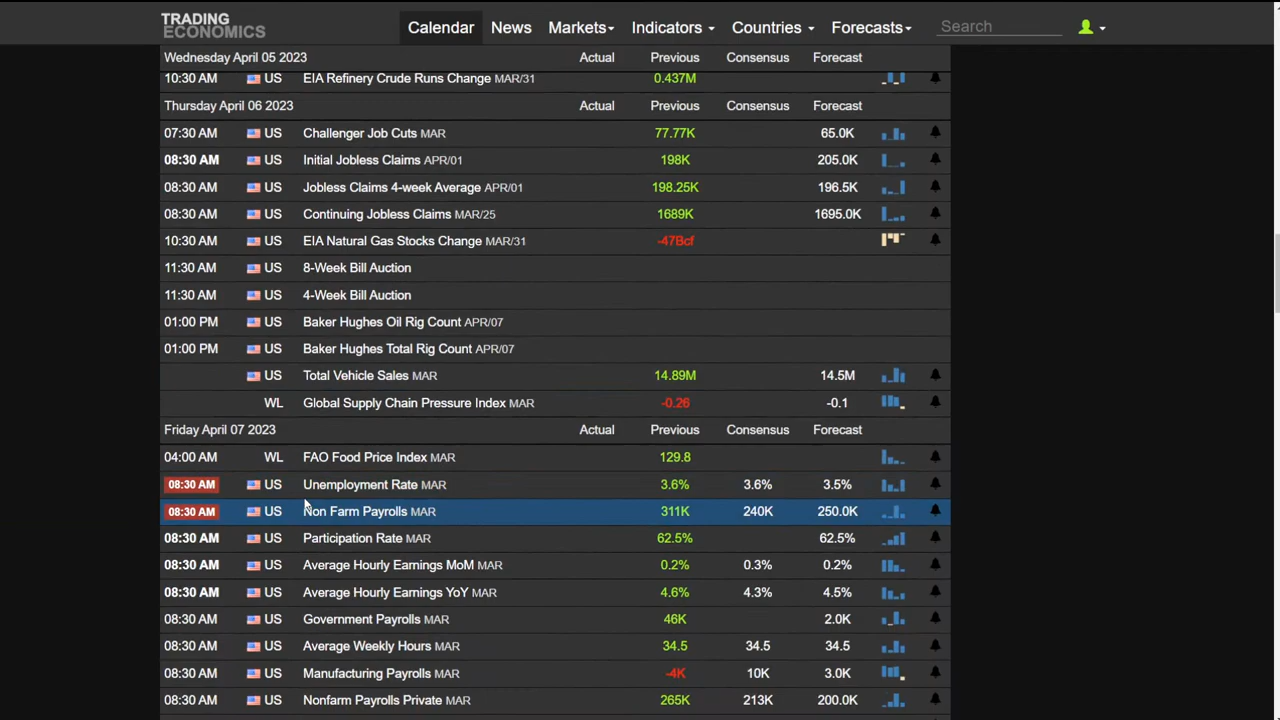 TRADING
ECONOMICS
Calendar News Markets Indicators Countries Forecasts Search
Wednesday April 05 2023 Actual Previous Consensus Forecast
10:30 AM US EIA Refinery Crude Runs Change MAR/31 0.437M
Thursday April 06 2023 Actual Previous Consensus Forecast
07:30 AM US Challenger Job Cuts MAR 77.77K 65.0K
08:30 AM US Initial Jobless Claims APR/01 198K 205.0K
08:30 AM US Jobless Claims 4-week Average APR/01 198.25K 196.5K
08:30 AM US Continuing Jobless Claims MAR/25 1689K 1695.0K
10:30 AM US EIA Natural Gas Stocks Change MAR/31 -47Bcf
11:30 AM US 8-Week Bill Auction
11:30 AM US 4-Week Bill Auction
01:00 PM US Baker Hughes Oil Rig Count APR/07
01:00 PM US Baker Hughes Total Rig Count APR/07
US Total Vehicle Sales MAR 14.89M 14.5M
WL Global Supply Chain Pressure Index MAR -0.26 -0.1
Friday April 07 2023 Actual Previous Consensus Forecast
04:00 AM WL FAO Food Price Index MAR 129.8
08:30 AM US Unemployment Rate MAR 3.6% 3.6% 3.5%
08:30 AM US Non Farm Payrolls MAR 311K 240K 250.0K
08:30 AM US Participation Rate MAR 62.5% 62.5%
08:30 AM US Average Hourly Earnings MoM MAR 0.2% 0.3% 0.2%
08:30 AM US Average Hourly Earnings YoY MAR 4.6% 4.3% 4.5%
08:30 AM US Government Payrolls MAR 46K 2.0K
08:30 AM US Average Weekly Hours MAR 34.5 34.5 34.5
08:30 AM US Manufacturing Payrolls MAR -4K 10K 3.0K
08:30 AM US Nonfarm Payrolls Private MAR 265K 213K 200.0K